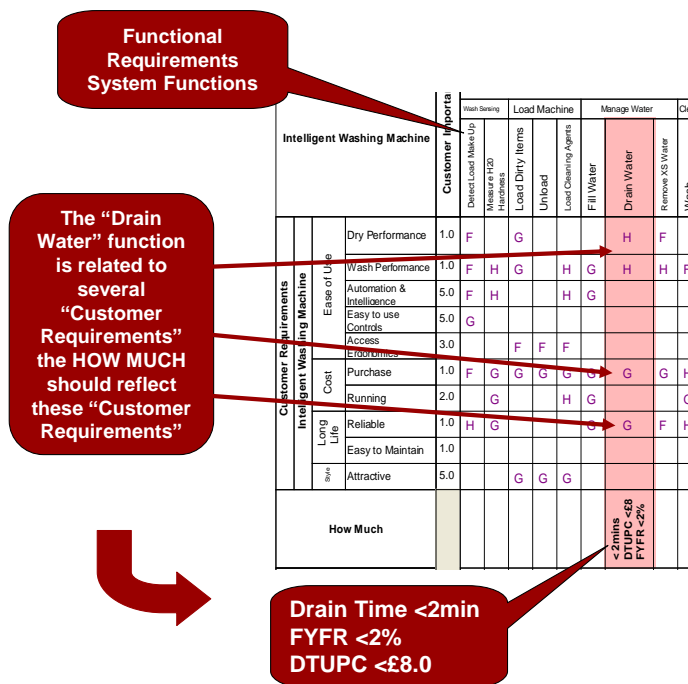 Functional
Requirements
System Functions
Intelligent Washing Machine
Customer Importa
Wash Sensing
Load Machine
Manage Water
Cle
Detect Load Make Up
Measure H20
Hardness
Load Dirty Items
Unload
Load Cleaning Agents
Fill Water
Drain Water
Remove XS Water
Wash
The “Drain
Water” function
is related to
several
“Customer
Requirements”
the HOW MUCH
should reflect
these “Customer
Requirements”
Customer Requirements
Intelligent Washing Machine
Ease of Use
Dry Performance 1.0 F G H F
Wash Performance 1.0 F H G H G H H F
Automation &
Intelligence 5.0 F H H G
Easy to use
Controls 5.0 G
Access
Ergonomics 3.0 F F F
Cost
Purchase 1.0 F G G G G G G G H
Running 2.0 G H G G
Long
Life
Reliable 1.0 H G G G F H
Easy to Maintain 1.0
Style
Attractive 5.0 G G G
How Much
< 2mins
DTUPC <£8
FYFR <2%
Drain Time <2min
FYFR <2%
DTUPC <£8.0